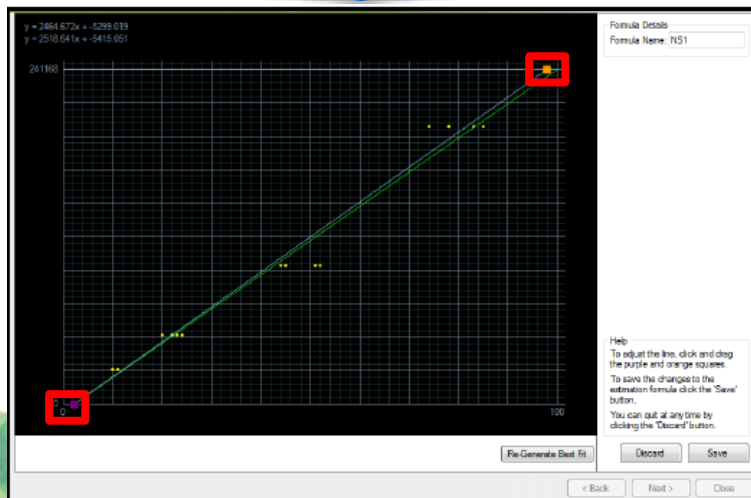 y = 2464.672x + -5299.019
y = 2518.641x + -5415.051
241168
0
0
100
Formula Details
Formula Name: NS1
Help
To adjust the line, click and drag
the purple and orange squares.
To save the changes to the
estimation formula click the 'Save'
button.
You can quit at any time by
clicking the 'Discard' button.
Re-Generate Best Fit
Discard
Save
< Back
Next >
Close